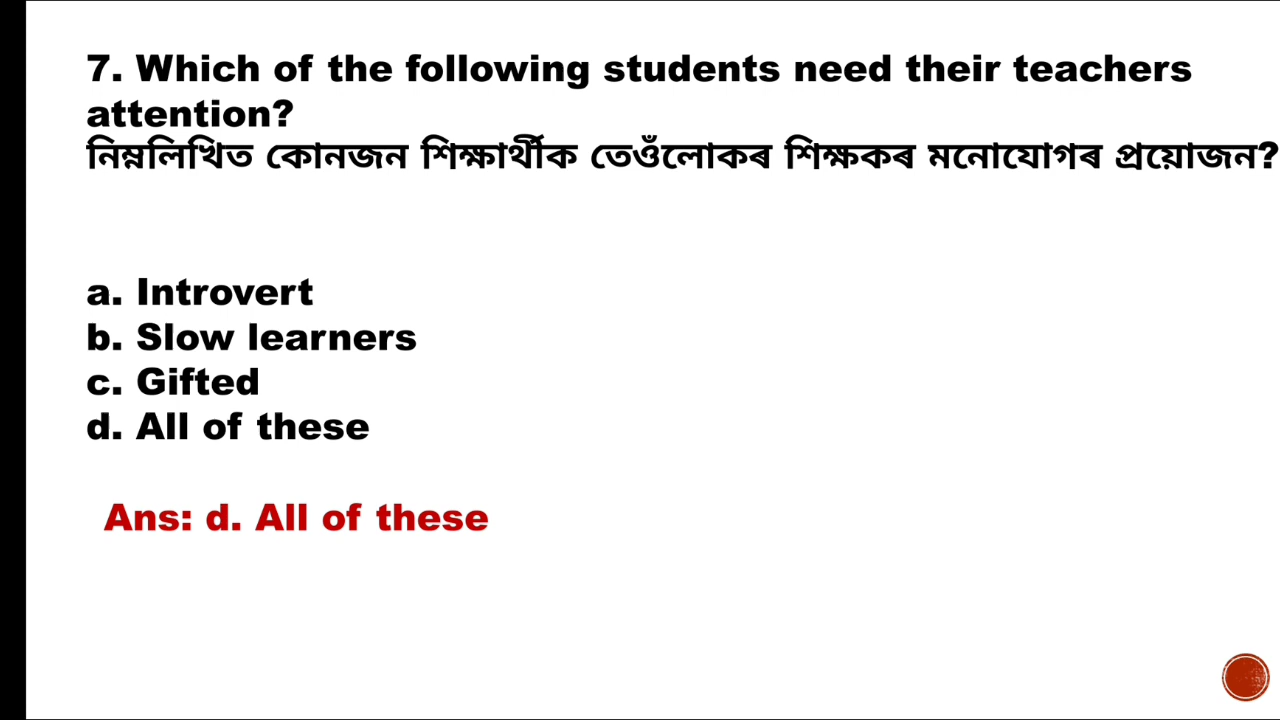 7. Which of the following students need their teachers
attention?
নিম্নলিখিত কোনজন শিক্ষাৰ্থীক তেওঁলোকৰ শিক্ষকৰ মনোযোগৰ প্ৰয়োজন?
a. Introvert
b. Slow learners
c. Gifted
d. All of these
Ans: d. All of these